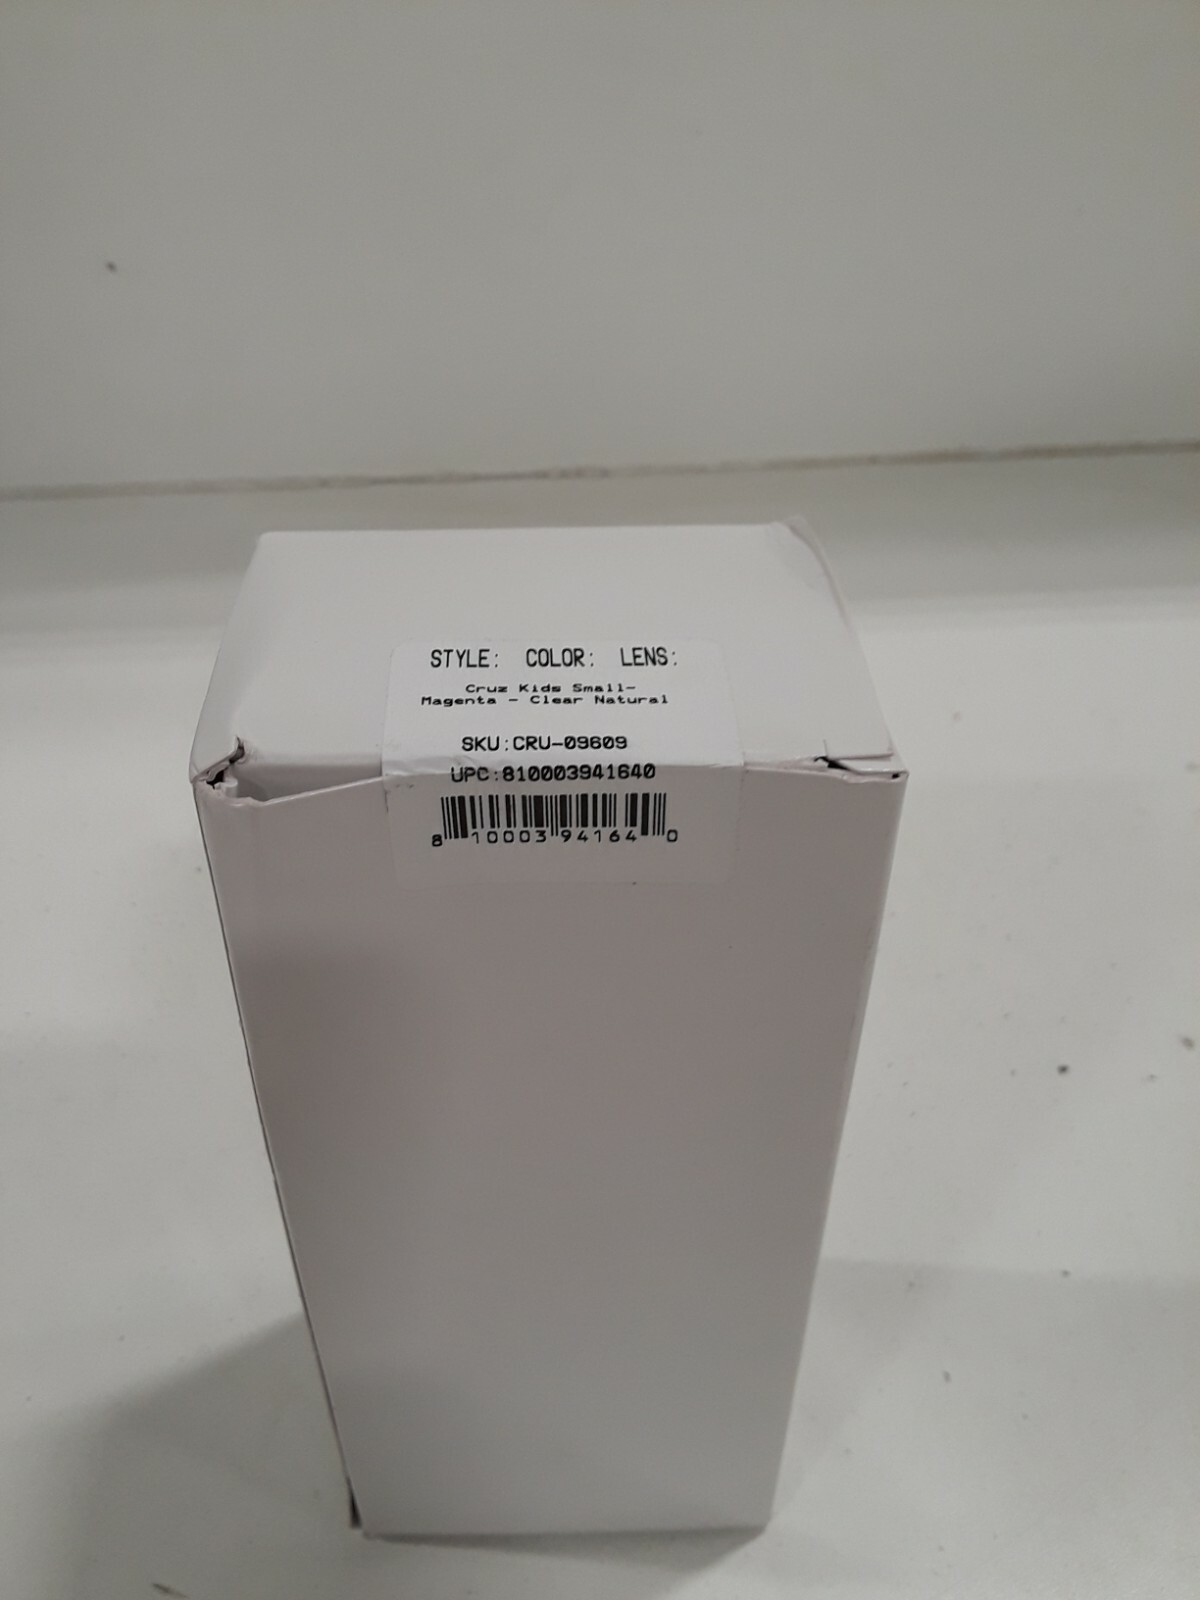 STYLE: COLOR: LENS:
Cruz Kids Small-
Magenta - Clear Natural
SKU:CRU-09609
UPC:810003941640
8 10003 94164 0